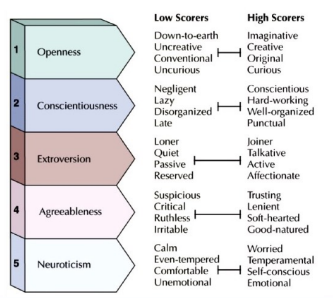 Low Scorers High Scorers
1 Openness
Down-to-earth Imaginative
Uncreative Creative
Conventional Original
Uncurious Curious
2 Conscientiousness
Negligent Conscientious
Lazy Hard-working
Disorganized Well-organized
Late Punctual
3 Extroversion
Loner Joiner
Quiet Talkative
Passive Active
Reserved Affectionate
4 Agreeableness
Suspicious Trusting
Critical Lenient
Ruthless Soft-hearted
Irritable Good-natured
5 Neuroticism
Calm Worried
Even-tempered Temperamental
Comfortable Self-conscious
Unemotional Emotional